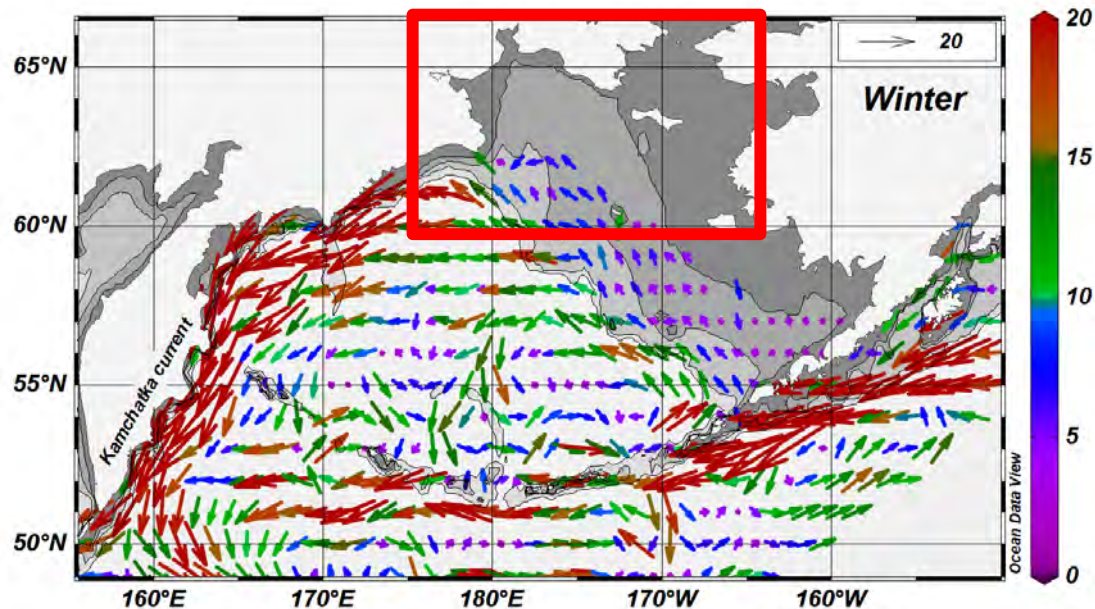 20
20
65°N
Winter
15
60°N
10
Kamchatka current
55°N
5
Ocean Data View
50°N
0
160°E
170°E
180°E
170°W
160°W